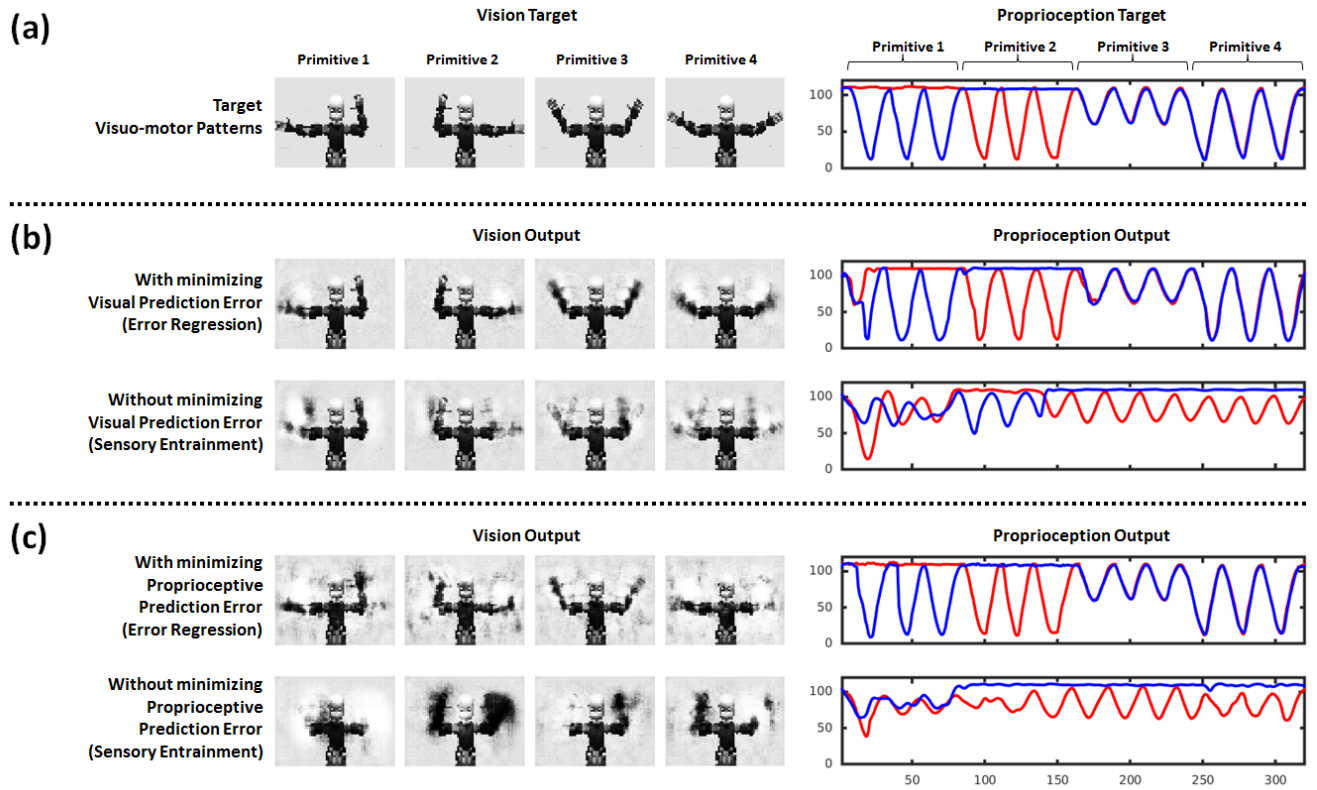 (a)
Vision Target
Proprioception Target
Primitive 1 Primitive 2 Primitive 3 Primitive 4
Primitive 1 Primitive 2 Primitive 3 Primitive 4
Target
Visuo-motor Patterns
100
50
0
(b)
Vision Output
Proprioception Output
With minimizing
Visual Prediction Error
(Error Regression)
100
50
0
Without minimizing
Visual Prediction Error
(Sensory Entrainment)
100
50
0
(c)
Vision Output
Proprioception Output
With minimizing
Proprioceptive
Prediction Error
(Error Regression)
100
50
0
Without minimizing
Proprioceptive
Prediction Error
(Sensory Entrainment)
100
50
0
50 100 150 200 250 300